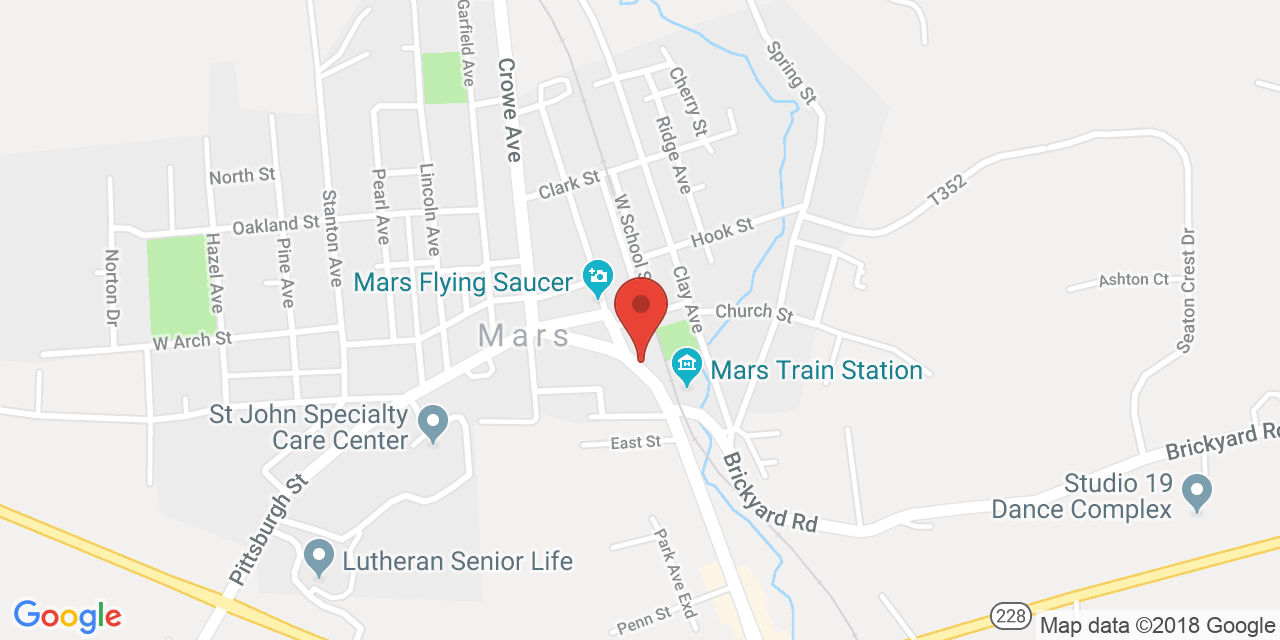 Garfield Ave
Crowe Ave
Spring St
Cherry St
Ridge Ave
North St
Pearl Ave
Lincoln Ave
Clark St
T352
Stanton Ave
W School S
Oakland St
Hook St
Hazel Ave
Pine Ave
Norton Dr
Mars Flying Saucer
Clay Ave
Ashton Ct
Seaton Crest Dr
Church St
W Arch St
Mars
Mars Train Station
St John Specialty
Care Center
East St
Brickyard Rd
Brickyard Rd
Pittsburgh St
Studio 19
Dance Complex
Lutheran Senior Life
Park Ave Exd
Penn St
228
Google
Map data ©2018 Google